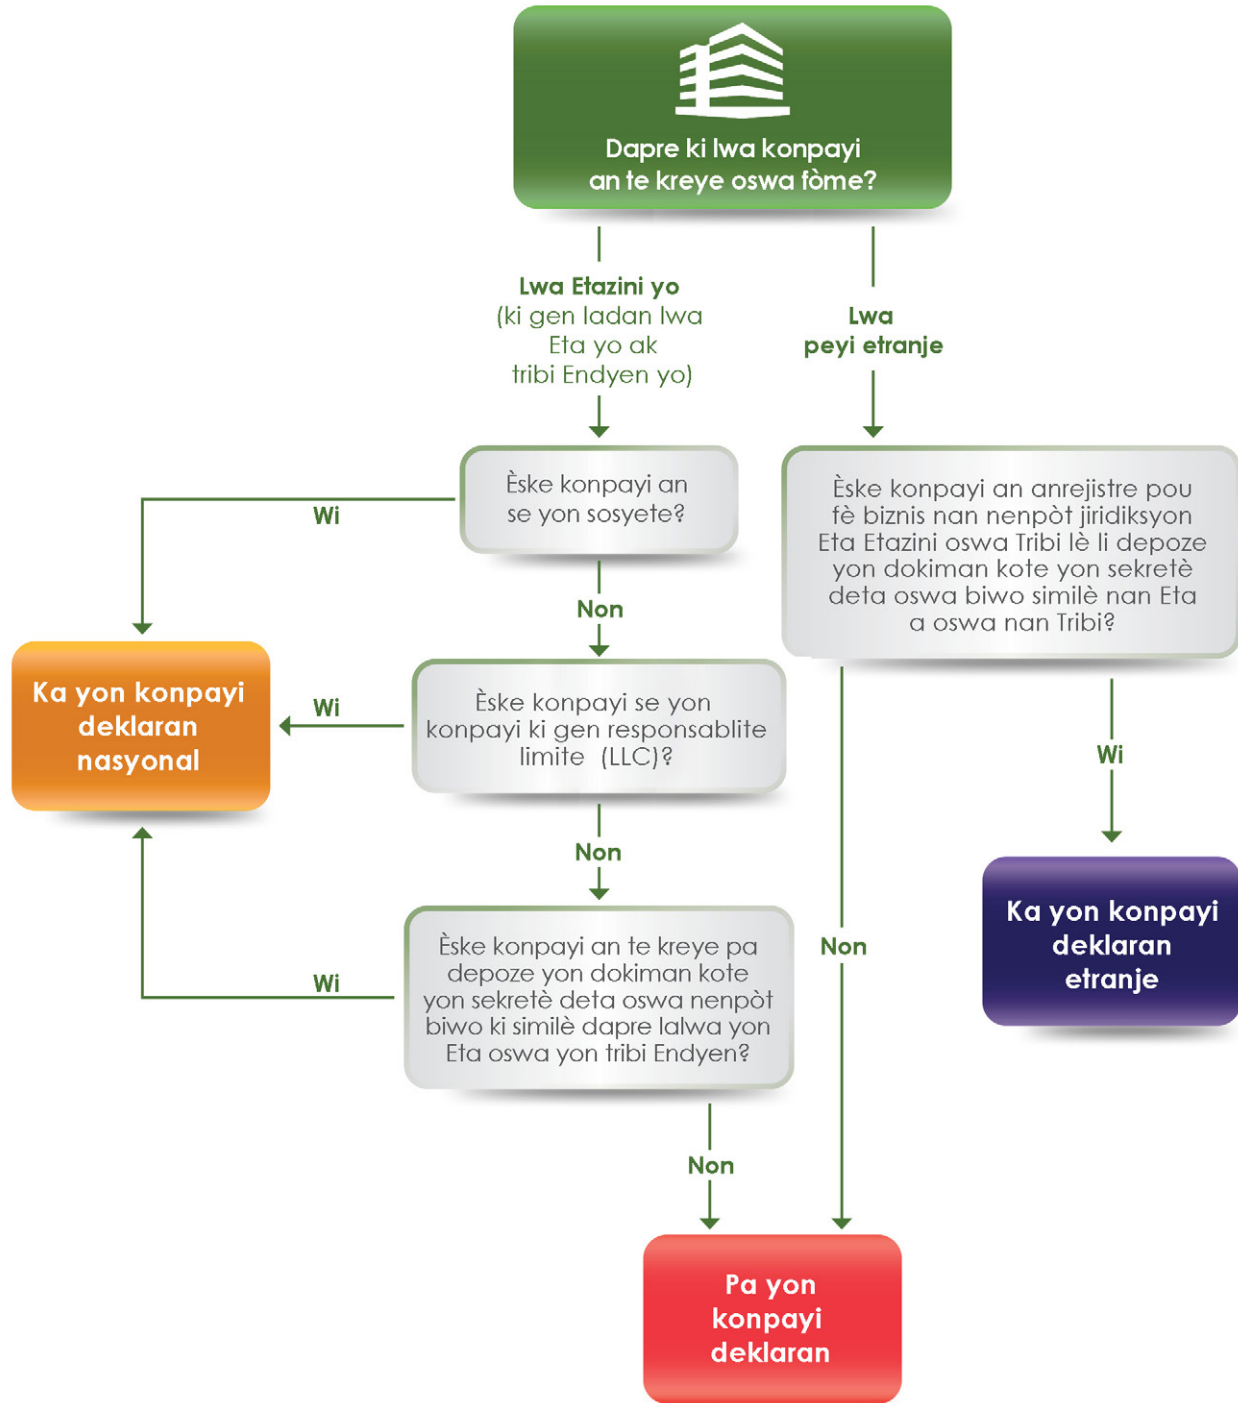 Dapre ki lwa konpayi
an te kreye oswa fòme?
Lwa Etazini yo
(ki gen ladan lwa
Eta yo ak
tribi Endyen yo)
Lwa
peyi etranje
Èske konpayi an
se yon sosyete?
Wi
Non
Èske konpayi an anrejistre pou
fè biznis nan nenpòt jiridiksyon
Eta Etazini oswa Tribi lè li depoze
yon dokiman kote yon sekretè
deta oswa biwo similè nan Eta
a oswa nan Tribi?
Ka yon konpayi
deklaran
nasyonal
Wi
Èske konpayi se yon
konpayi ki gen responsablite
limite (LLC)?
Wi
Non
Ka yon konpayi
deklaran
etranje
Èske konpayi an te kreye pa
depoze yon dokiman kote
yon sekretè deta oswa nenpòt
biwo ki similè dapre lalwa yon
Eta oswa yon tribi Endyen?
Wi
Non
Non
Pa yon
konpayi
deklaran